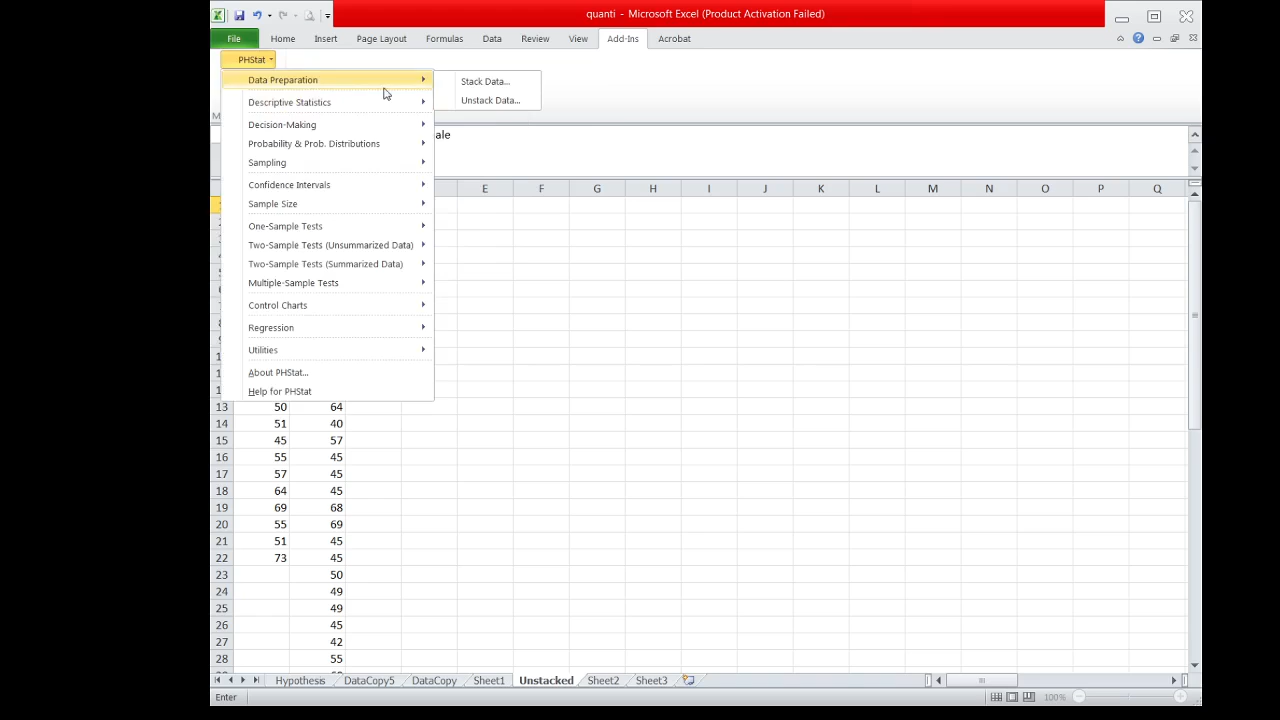 quanti - Microsoft Excel (Product Activation Failed)
File Home Insert Page Layout Formulas Data Review View Add-Ins Acrobat
PHStat
Data Preparation
Stack Data...
Unstack Data...
Descriptive Statistics
Decision-Making
Probability & Prob. Distributions
Sampling
Confidence Intervals
Sample Size
One-Sample Tests
Two-Sample Tests (Unsummarized Data)
Two-Sample Tests (Summarized Data)
Multiple-Sample Tests
Control Charts
Regression
Utilities
About PHStat...
Help for PHStat
M
ale
E F G H I J K L M N O P Q
13 50 64
14 51 40
15 45 57
16 55 45
17 57 45
18 64 45
19 69 68
20 55 69
21 51 45
22 73 45
23 50
24 49
25 49
26 45
27 42
28 55
Hypothesis DataCopy5 DataCopy Sheet1 Unstacked Sheet2 Sheet3
Enter 100%